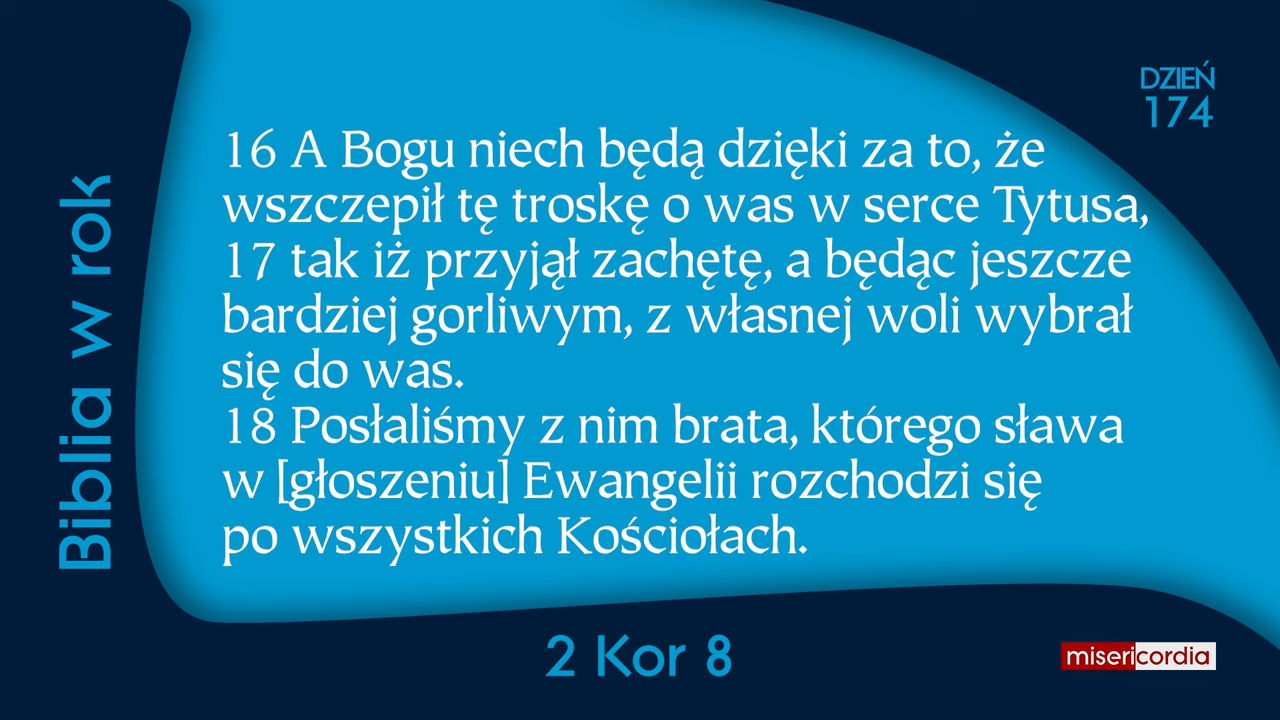 DZIEŃ
174
16 A Bogu niech będą dzięki za to, że
wszczepił tę troskę o was w serce Tytusa,
17 tak iż przyjął zachętę, a będąc jeszcze
bardziej gorliwym, z własnej woli wybrał
się do was.
18 Posłaliśmy z nim brata, którego sława
w [głoszeniu] Ewangelii rozchodzi się
po wszystkich Kościołach.
Biblia w rok
2 Kor 8
misericordia